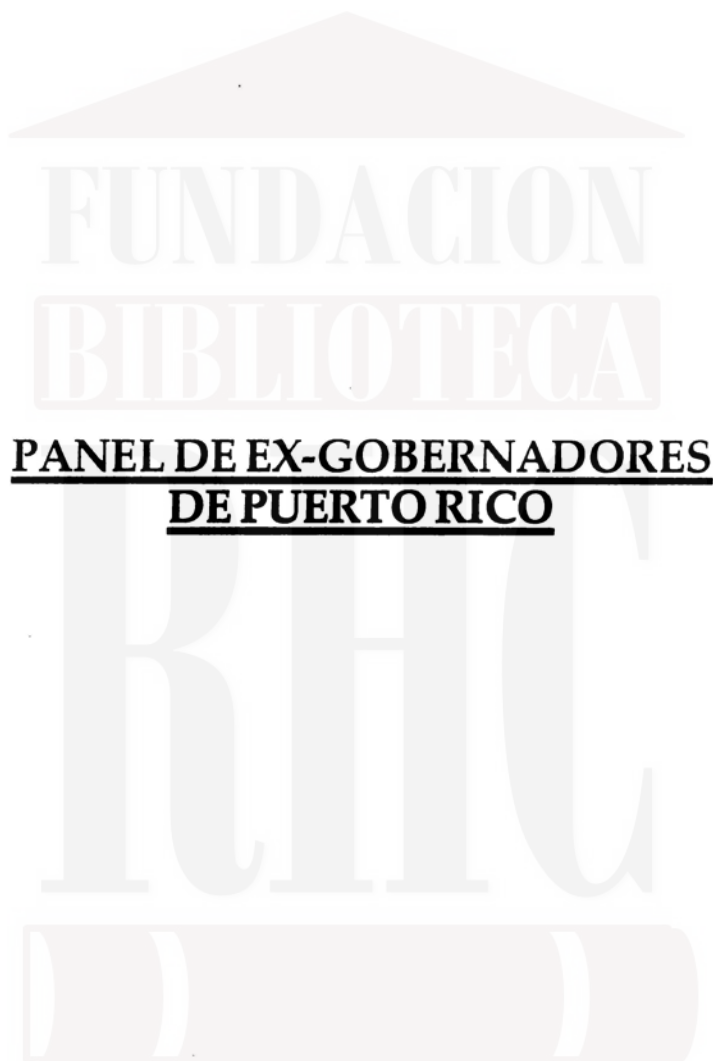 FUNDACION
BIBLIOTECA
PANEL DE EX-GOBERNADORES
DE PUERTO RICO
RHC